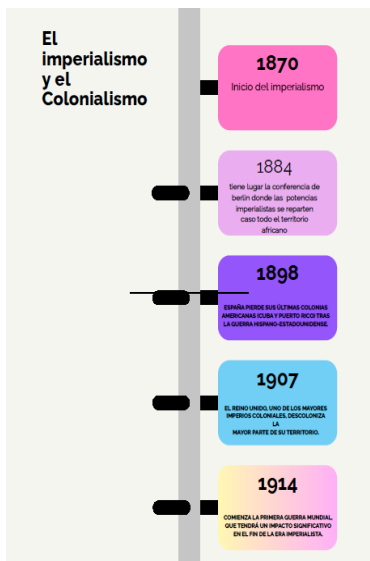 El
imperialismo
y el
Colonialismo
1870
Inicio del imperialismo
1884
tiene lugar la conferencia de
berlin donde las potencias
imperialistas se reparten
caso todo el territorio
africano
1898
ESPAÑA PIERDE SUS ÚLTIMAS COLONIAS
AMERICANAS (CUBA Y PUERTO RICO) TRAS
LA GUERRA HISPANO-ESTADOUNIDENSE.
1907
EL REINO UNIDO, UNO DE LOS MAYORES
IMPERIOS COLONIALES, DESCOLONIZA
LA
MAYOR PARTE DE SU TERRITORIO.
1914
COMIENZA LA PRIMERA GUERRA MUNDIAL,
QUE TENDRÁ UN IMPACTO SIGNIFICATIVO
EN EL FIN DE LA ERA IMPERIALISTA.